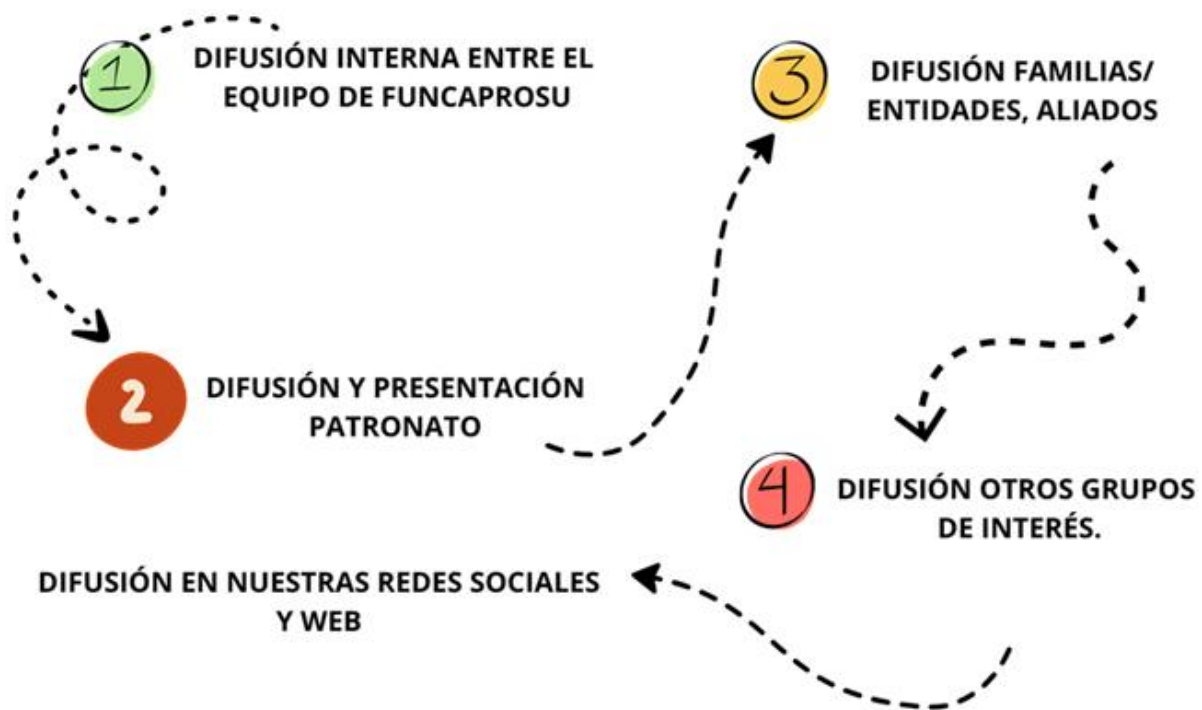 1
DIFUSIÓN INTERNA ENTRE EL
EQUIPO DE FUNCAPROSU
2
DIFUSIÓN Y PRESENTACIÓN
PATRONATO
3
DIFUSIÓN FAMILIAS/
ENTIDADES, ALIADOS
4
DIFUSIÓN OTROS GRUPOS
DE INTERÉS.
DIFUSIÓN EN NUESTRAS REDES SOCIALES
Y WEB